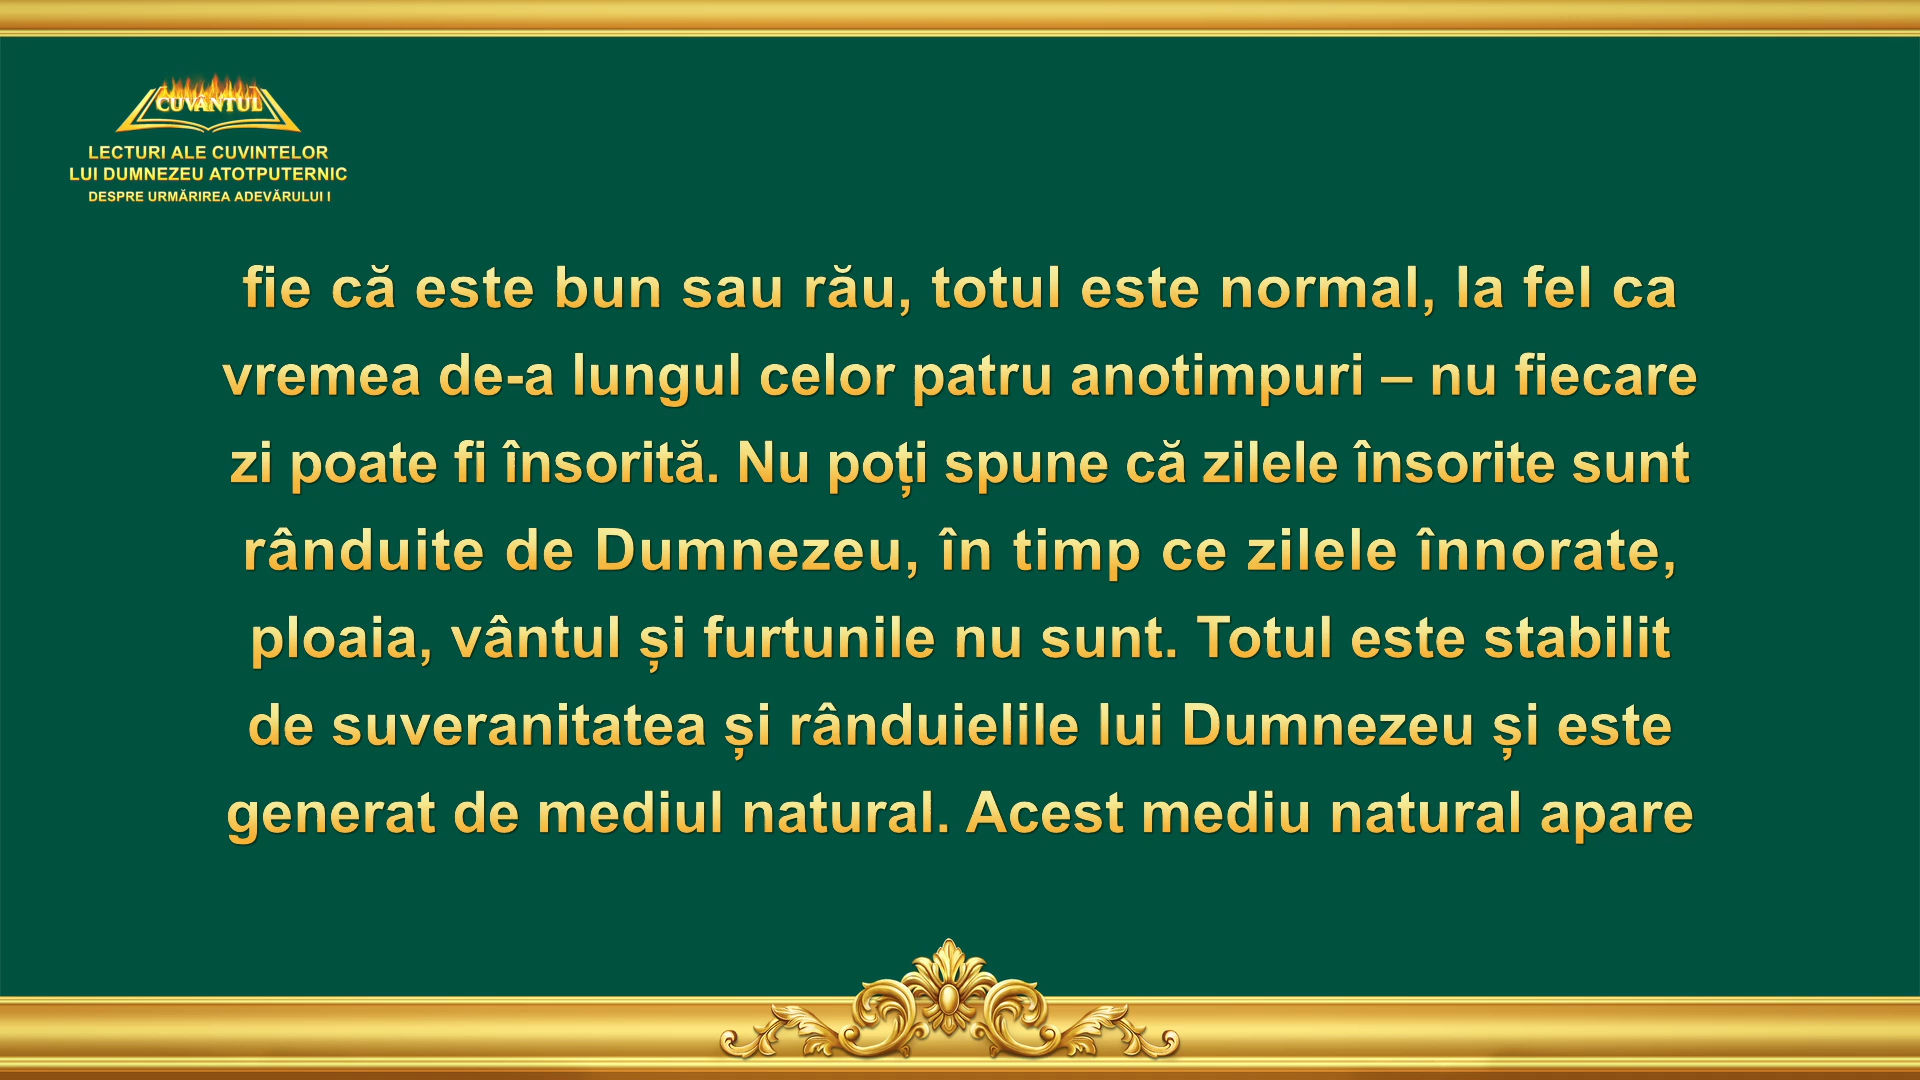 CUVÂNTUL
LECTURI ALE CUVINTELOR
LUI DUMNEZEU ATOTPUTERNIC
DESPRE URMĂRIREA ADEVĂRULUI I
fie că este bun sau rău, totul este normal, la fel ca
vremea de-a lungul celor patru anotimpuri – nu fiecare
zi poate fi însorită. Nu poți spune că zilele însorite sunt
rânduite de Dumnezeu, în timp ce zilele înnorate,
ploaia, vântul și furtunile nu sunt. Totul este stabilit
de suveranitatea și rânduielile lui Dumnezeu și este
generat de mediul natural. Acest mediu natural apare